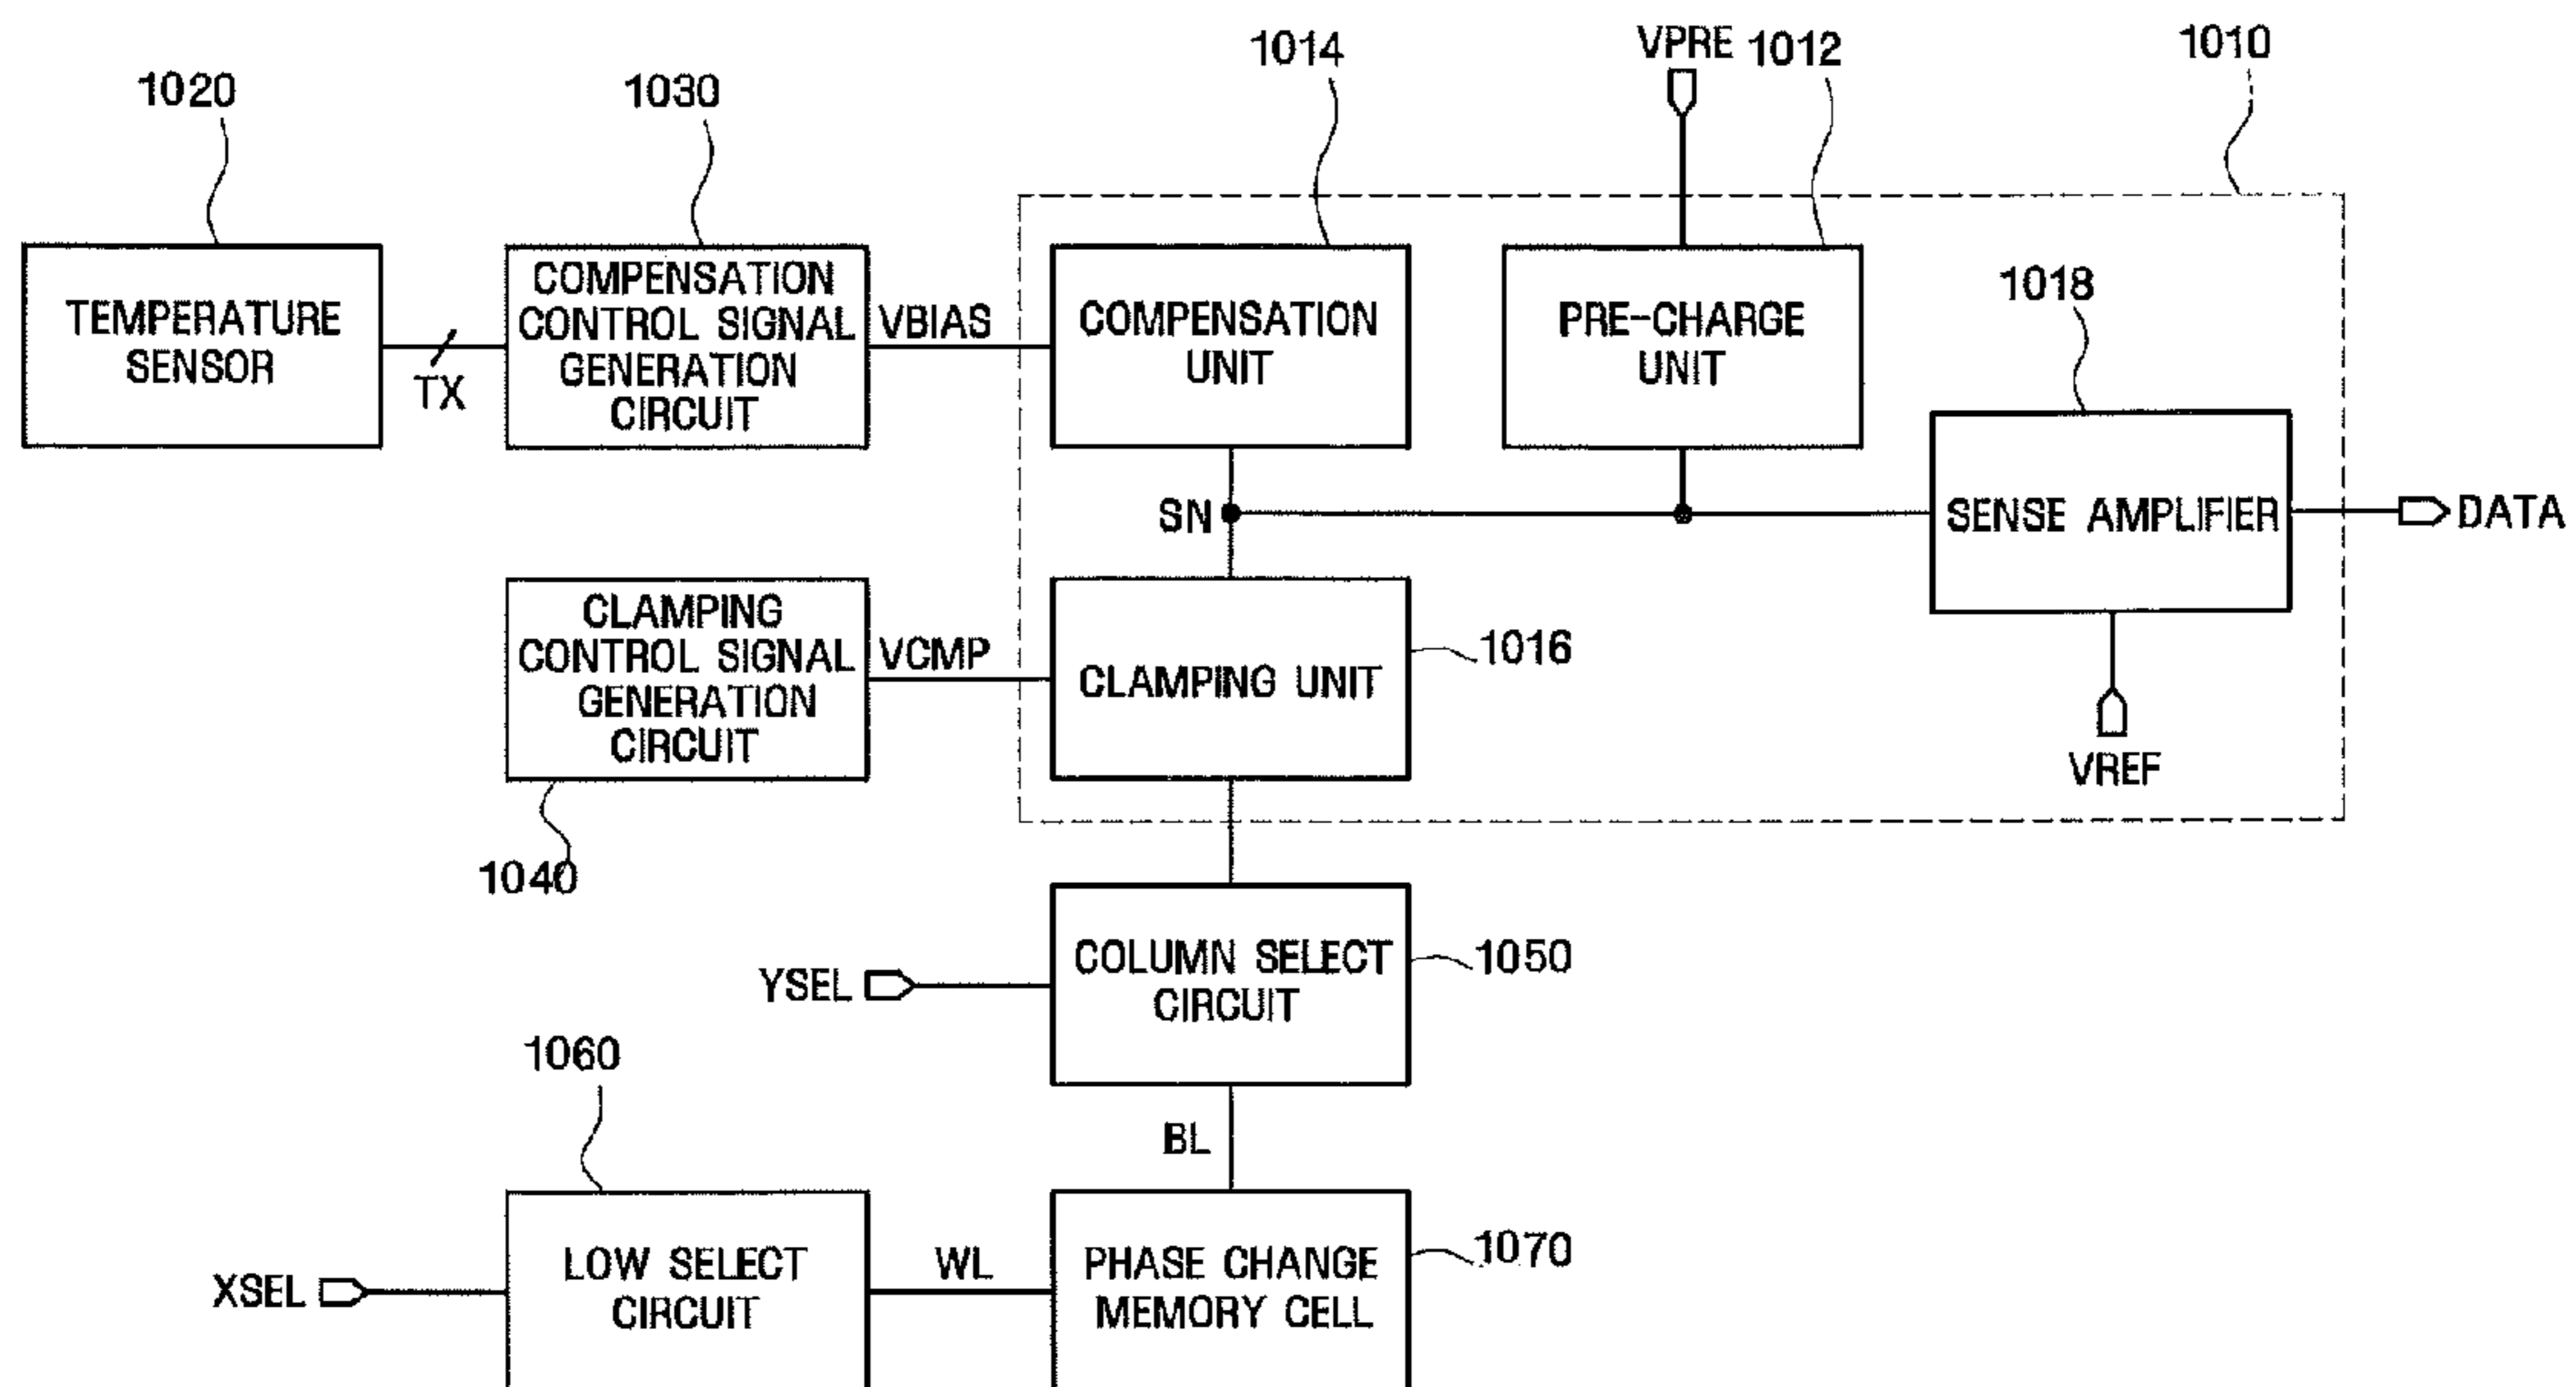 1014
VPRE 1012
1010
1020
1030
TEMPERATURE
SENSOR
TX
COMPENSATION
CONTROL SIGNAL
GENERATION
CIRCUIT
VBIAS
COMPENSATION
UNIT
PRE-CHARGE
UNIT
1018
SN
SENSE AMPLIFIER
DATA
CLAMPING
CONTROL SIGNAL
GENERATION
CIRCUIT
VCMP
CLAMPING UNIT
1016
VREF
1040
YSEL
COLUMN SELECT
CIRCUIT
1050
1060
BL
XSEL
LOW SELECT
CIRCUIT
WL
PHASE CHANGE
MEMORY CELL
1070